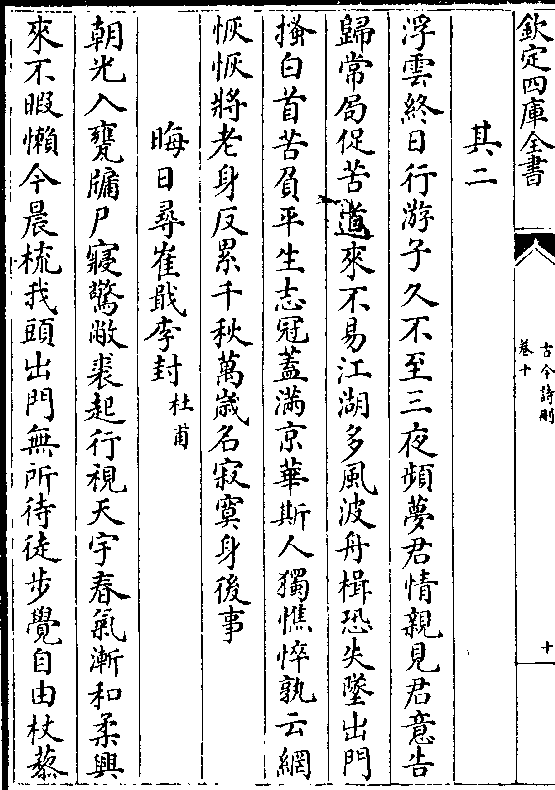 欽定四庫全書
古今詩刪
卷十
十
其二
浮雲終日行游子久不至三夜頻夢君情親見君意告
歸常局促苦道來不易江湖多風波舟楫恐失墜出門
搔白首苦負平生志冠蓋滿京華斯人獨憔悴孰云網
恢恢將老身反累千秋萬歳名寂寞身後事
晦日尋崔戢李封 杜甫
朝光入甕牖尸寢驚敝裘起行視天宇春氣漸和柔興
來不暇懶今晨梳我頭出門無所待徒步覺自由杖藜